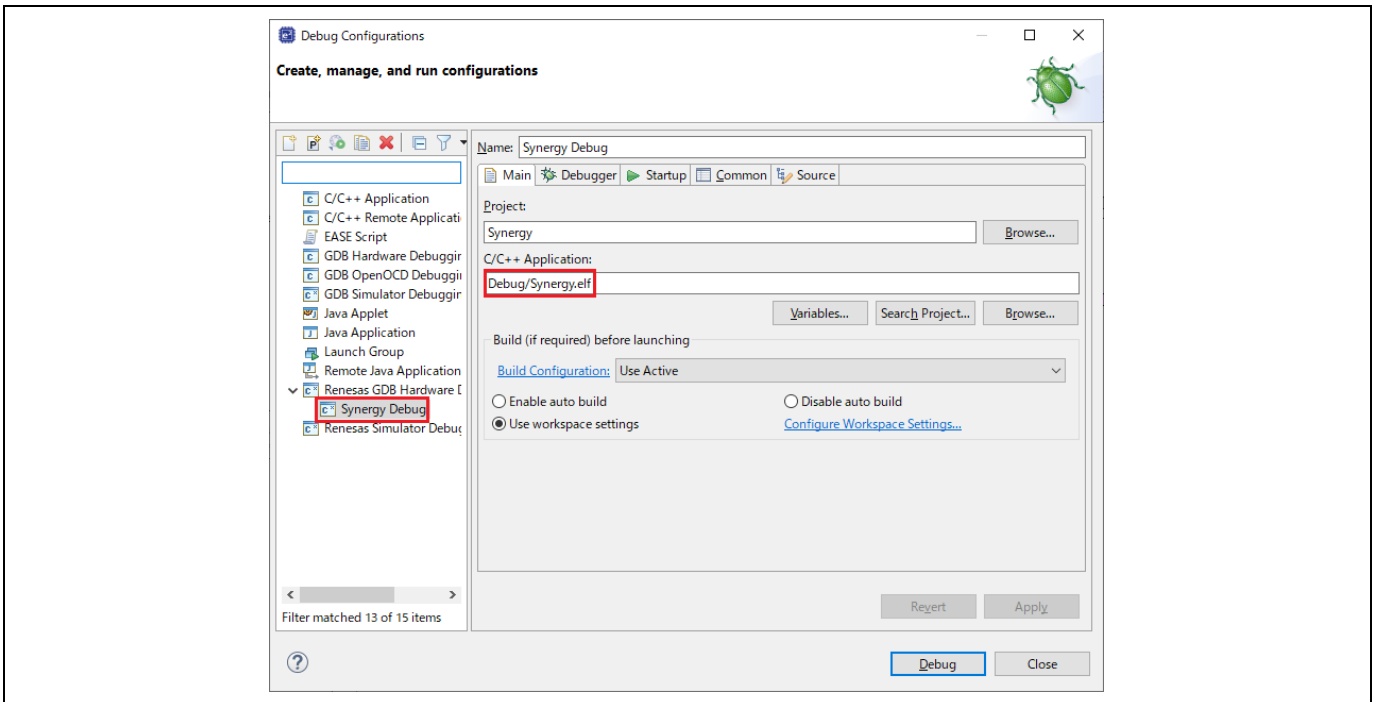 Debug Configurations
Create, manage, and run configurations
Name: Synergy Debug
Main Debugger Startup Common Source
C/C++ Application
C/C++ Remote Applicati
EASE Script
GDB Hardware Debuggin
GDB OpenOCD Debuggi
GDB Simulator Debuggin
Java Applet
Java Application
Launch Group
Remote Java Application
Renesas GDB Hardware D
Synergy Debug
Renesas Simulator Debug
Filter matched 13 of 15 items
Project:
Synergy
Browse...
C/C++ Application:
Debug/Synergy.elf
Variables... Search Project... Browse...
Build (if required) before launching
Build Configuration: Use Active
Enable auto build Disable auto build
Use workspace settings Configure Workspace Settings...
Revert Apply
Debug Close